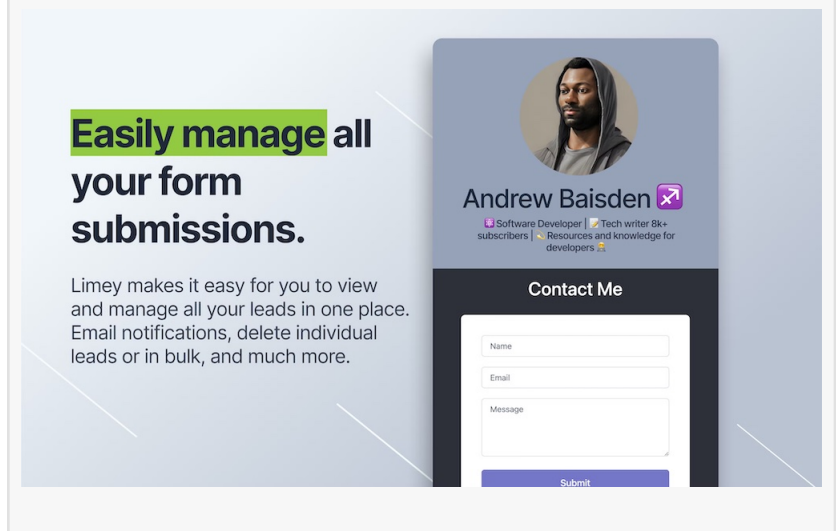 Easily manage all
your form
submissions.
Limey makes it easy for you to view
and manage all your leads in one place.
Email notifications, delete individual
leads or in bulk, and much more.
Andrew Baisden ♐
⚛️ Software Developer | 📝 Tech writer 8k+
subscribers | 💫 Resources and knowledge for
developers 👨🏾‍💻
Contact Me
Name
Email
Message
Submit